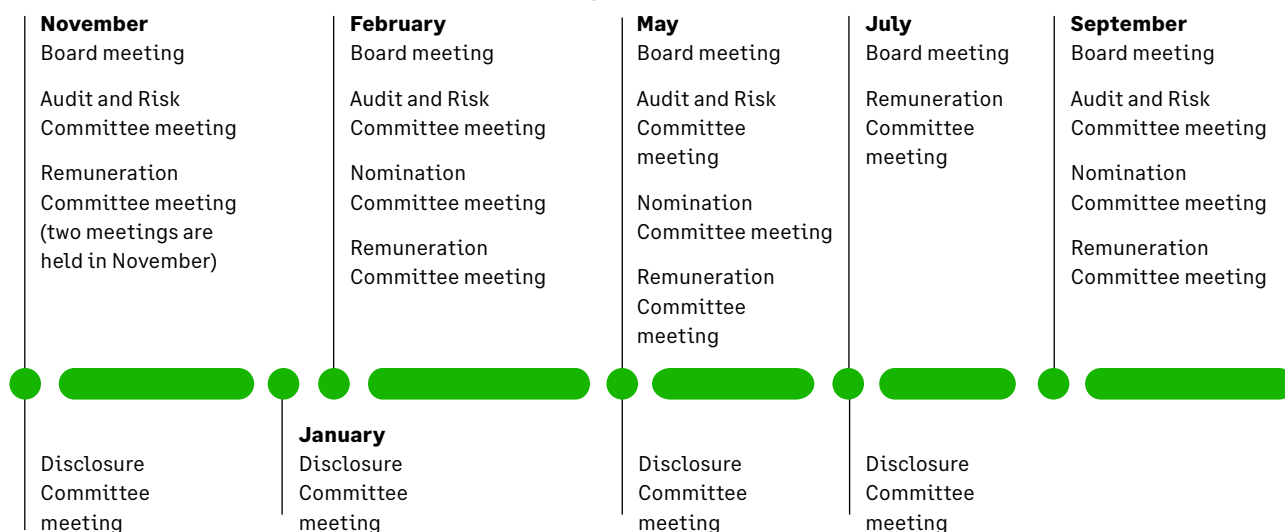 November
Board meeting
Audit and Risk
Committee meeting
Remuneration
Committee meeting
(two meetings are
held in November)
February
Board meeting
Audit and Risk
Committee meeting
Nomination
Committee meeting
Remuneration
Committee meeting
May
Board meeting
Audit and Risk
Committee
meeting
Nomination
Committee meeting
Remuneration
Committee
meeting
July
Board meeting
Remuneration
Committee
meeting
September
Board meeting
Audit and Risk
Committee meeting
Nomination
Committee meeting
Remuneration
Committee meeting
Disclosure
Committee
meeting
January
Disclosure
Committee
meeting
Disclosure
Committee
meeting
Disclosure
Committee
meeting